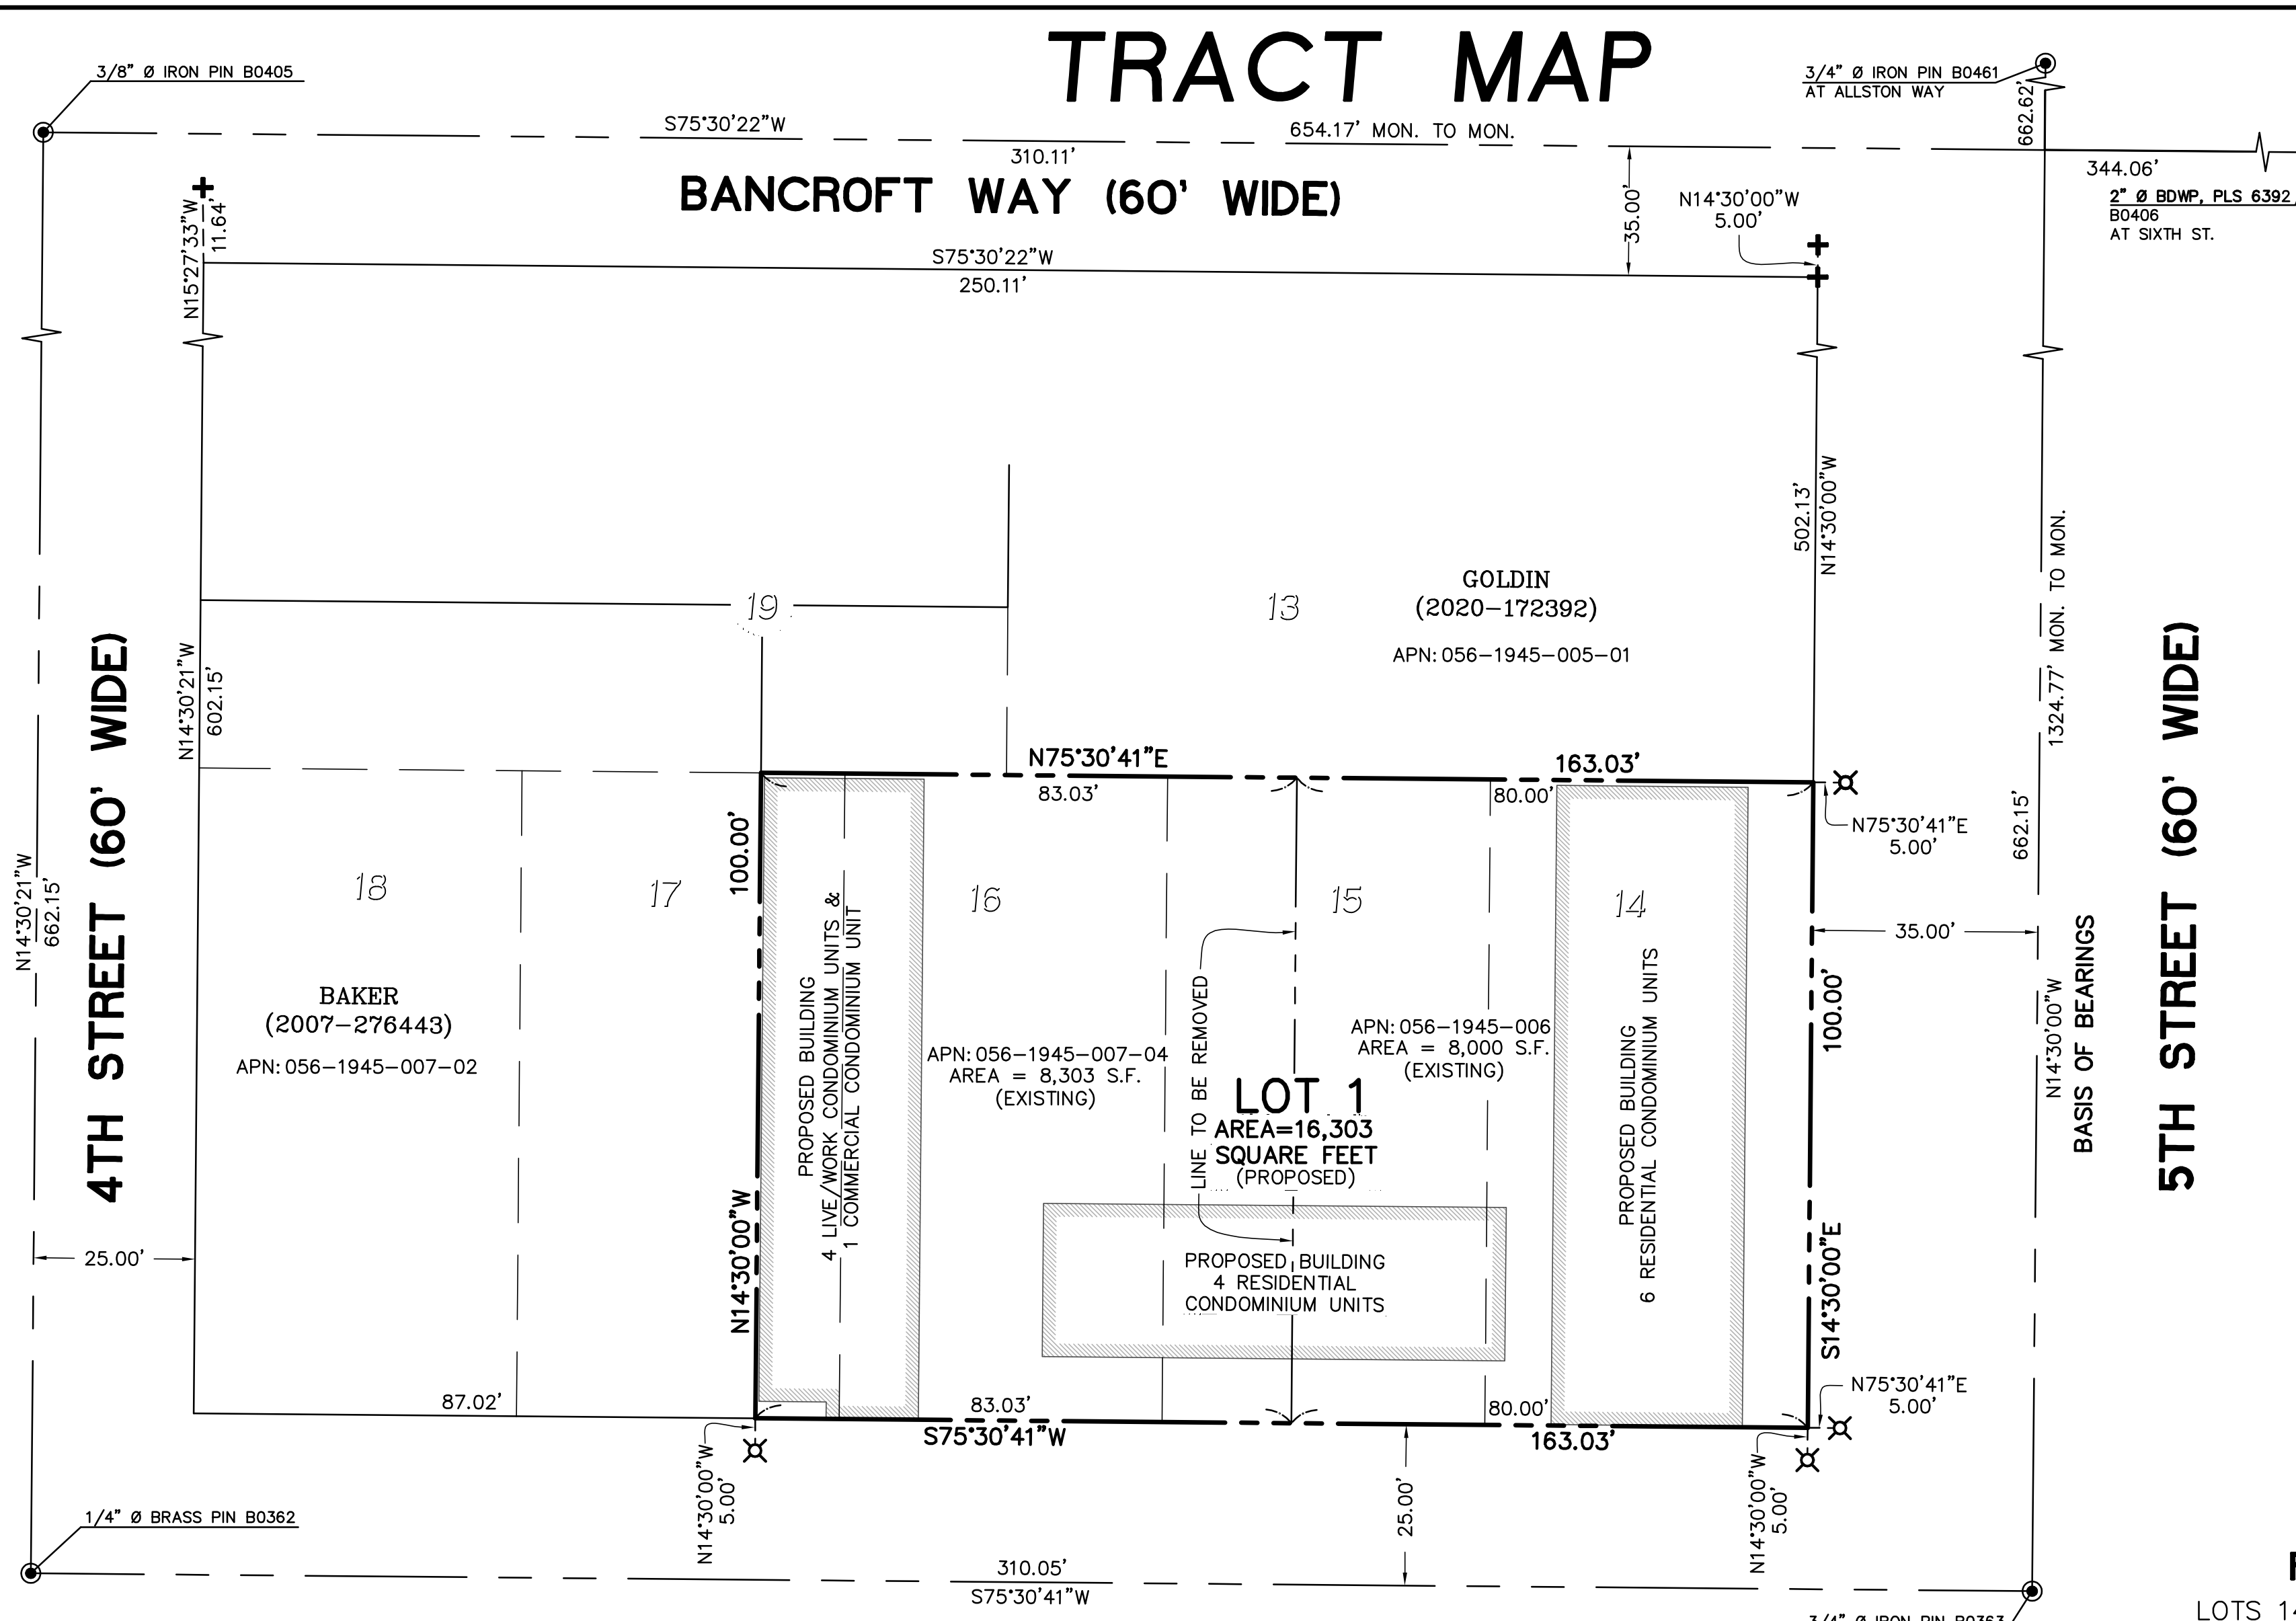 TRACT MAP
3/8" Ø IRON PIN B0405
3/4" Ø IRON PIN B0461
AT ALLSTON WAY
662.62'
S75°30'22"W
654.17' MON. TO MON.
310.11'
BANCROFT WAY (60' WIDE)
344.06'
2" Ø BDWP, PLS 6392,
B0406
AT SIXTH ST.
N15°27'33"W
11.64'
35.00'
N14°30'00"W
5.00'
S75°30'22"W
250.11'
502.13'
N14°30'00"W
1324.77' MON. TO MON.
GOLDIN
(2020-172392)
APN: 056-1945-005-01
19
13
4TH STREET (60' WIDE)
5TH STREET (60' WIDE)
N14°30'21"W
602.15'
N75°30'41"E
163.03'
83.03'
80.00'
N75°30'41"E
5.00'
662.15'
N14°30'21"W
662.15'
100.00'
18
17
16
15
14
35.00'
N14°30'00"W
BASIS OF BEARINGS
BAKER
(2007-276443)
APN: 056-1945-007-02
PROPOSED BUILDING
4 LIVE/WORK CONDOMINIUM UNITS &
1 COMMERCIAL CONDOMINIUM UNIT
APN: 056-1945-007-04
AREA = 8,303 S.F.
(EXISTING)
LINE TO BE REMOVED
APN: 056-1945-006
AREA = 8,000 S.F.
(EXISTING)
LOT 1
AREA=16,303
SQUARE FEET
(PROPOSED)
PROPOSED BUILDING
6 RESIDENTIAL CONDOMINIUM UNITS
100.00'
S14°30'00"E
N14°30'00"W
PROPOSED BUILDING
4 RESIDENTIAL
CONDOMINIUM UNITS
25.00'
87.02'
83.03'
80.00'
S75°30'41"W
163.03'
N75°30'41"E
5.00'
N14°30'00"W
5.00'
25.00'
N14°30'00"W
5.00'
1/4" Ø BRASS PIN B0362
310.05'
S75°30'41"W
3/4" Ø IRON PIN B0363
LOTS 14